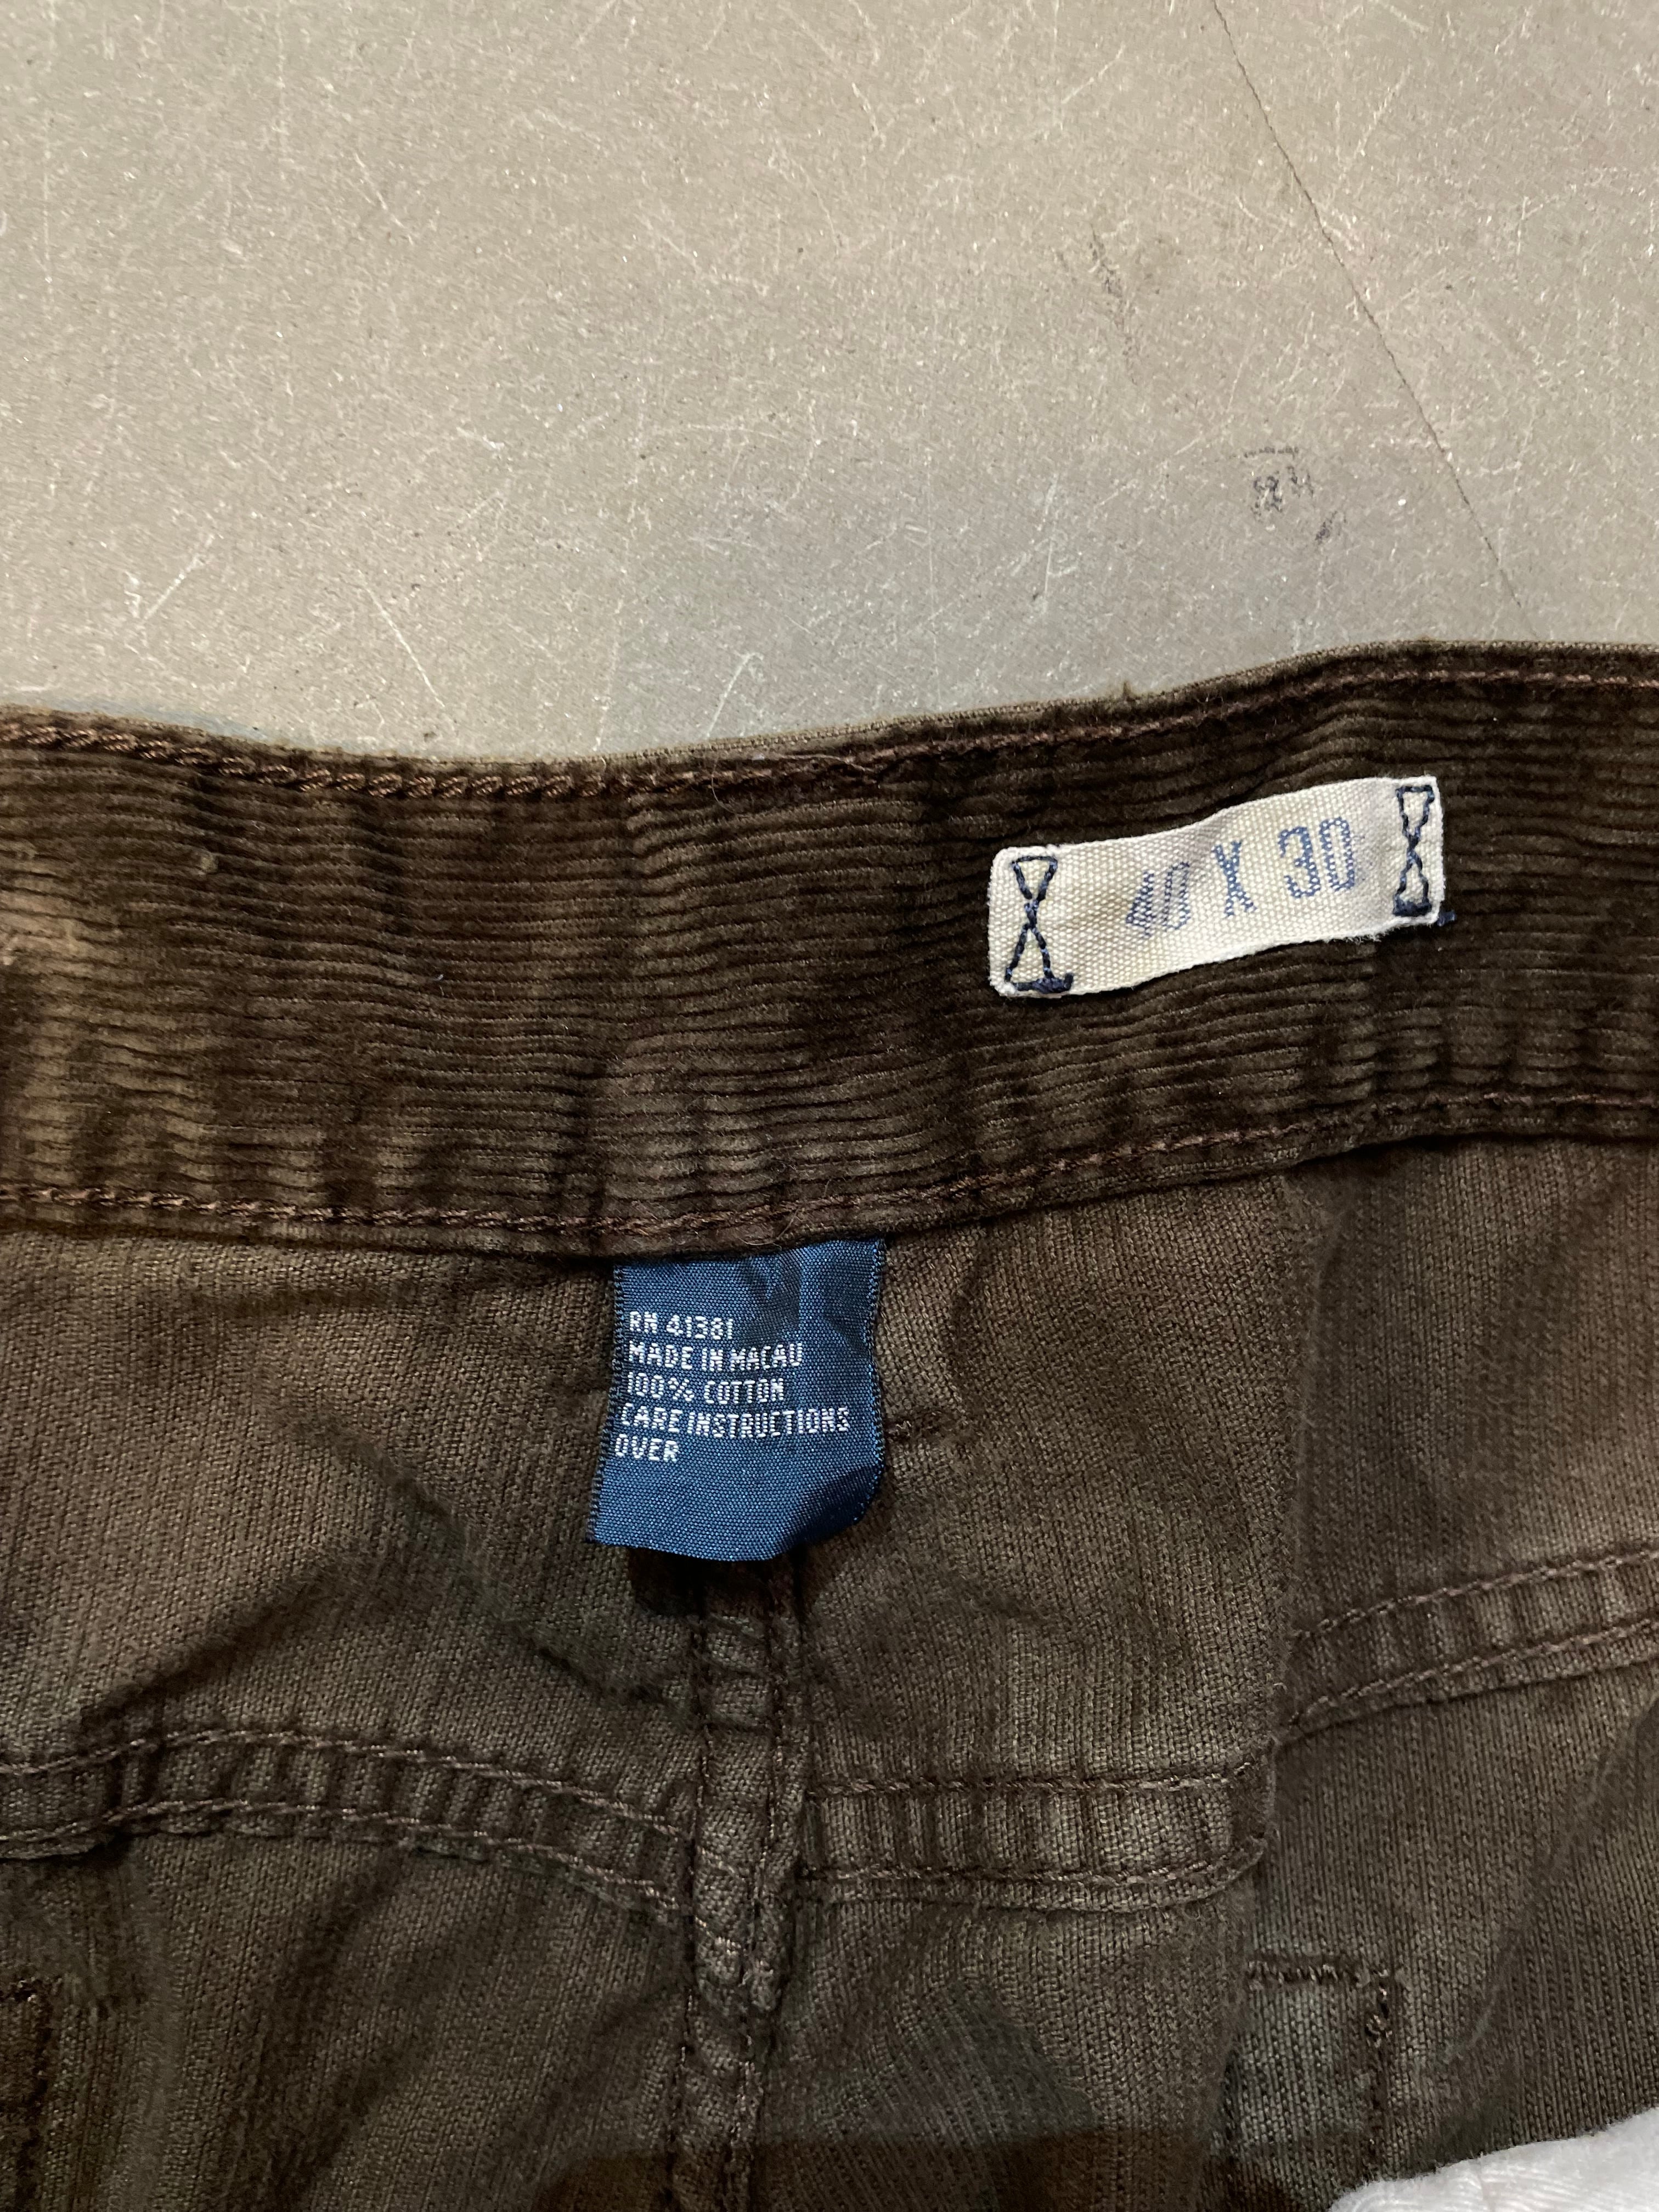 40 X 30
RN 41381
MADE IN MACAU
100% COTTON
CARE INSTRUCTIONS
OVER